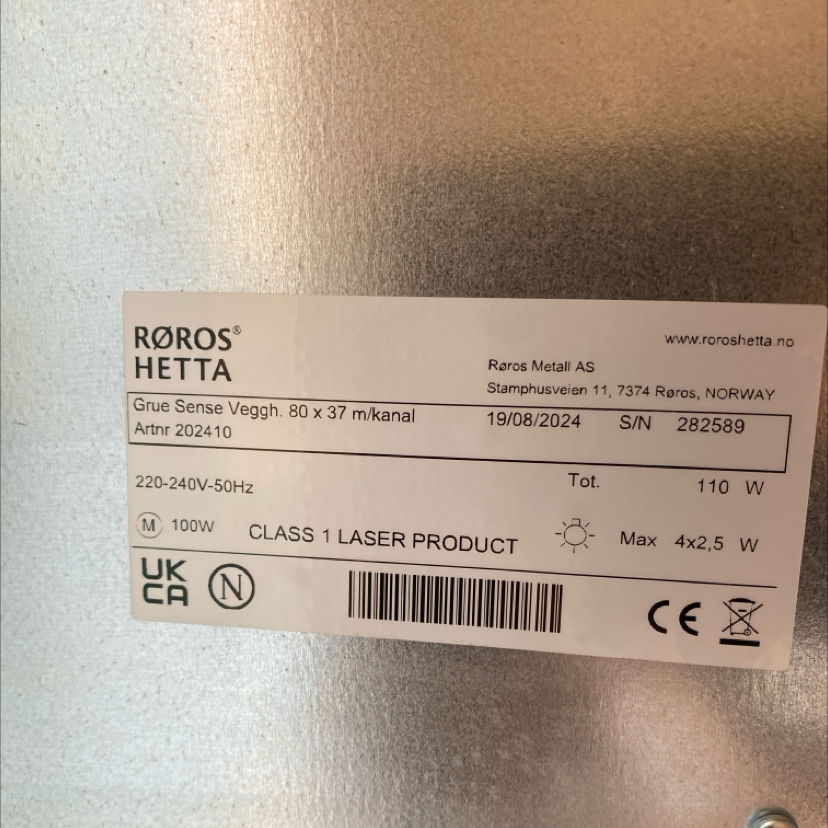 RØROS®
HETTA
www.roroshetta.no
Røros Metall AS
Stamphusveien 11, 7374 Røros, NORWAY
Grue Sense Veggh. 80 x 37 m/kanal
19/08/2024 S/N 282589
Artnr 202410
220-240V-50Hz
Tot. 110 W
M 100W
CLASS 1 LASER PRODUCT
Max 4x2,5 W
UK
CA
N
CE